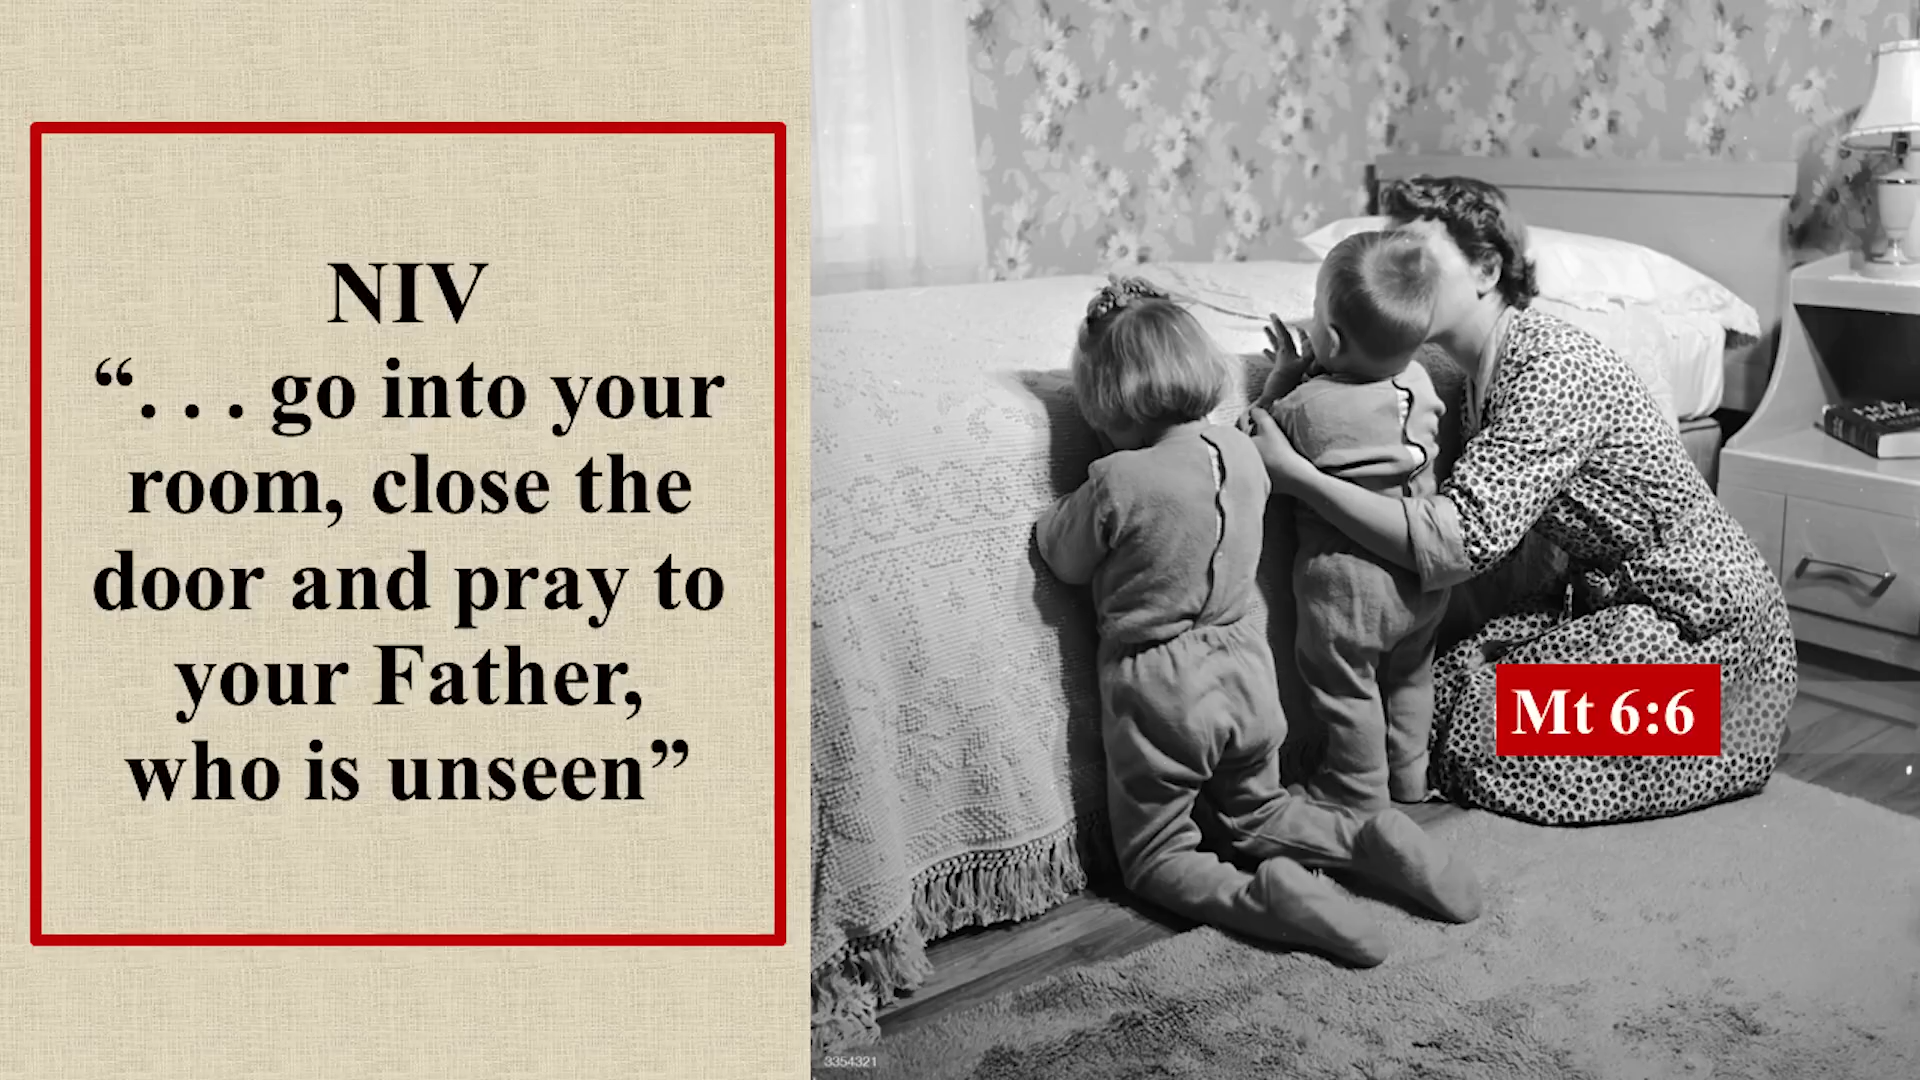 NIV
“. . . go into your
room, close the
door and pray to
your Father,
who is unseen”
Mt 6:6
3354321